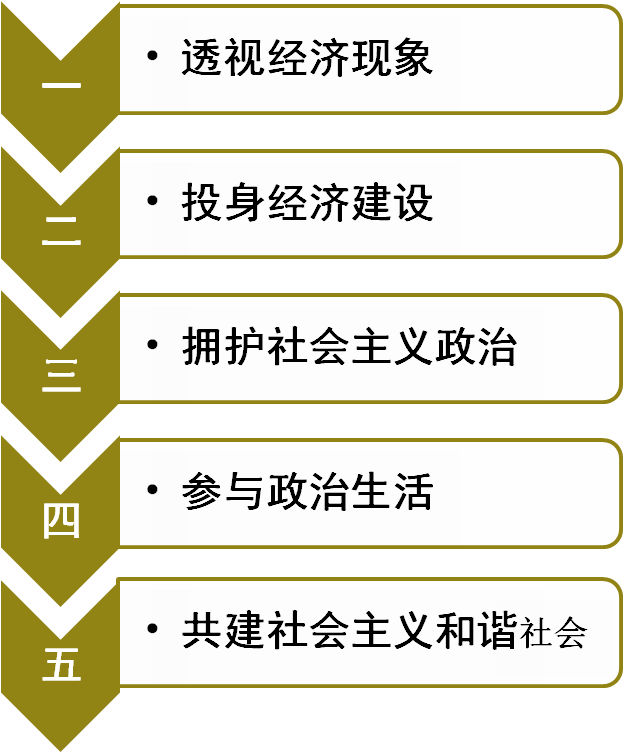 一
• 透视经济现象
二
• 投身经济建设
三
• 拥护社会主义政治
四
• 参与政治生活
五
• 共建社会主义和谐社会